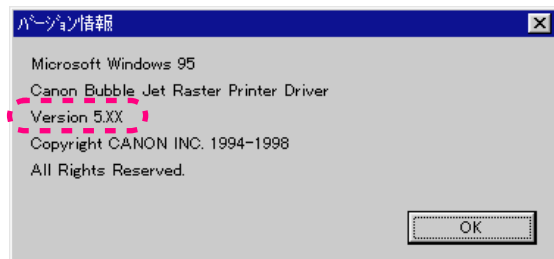 バージョン情報
Microsoft Windows 95
Canon Bubble Jet Raster Printer Driver
Version 5.XX
Copyright CANON INC. 1994-1998
All Rights Reserved.
OK